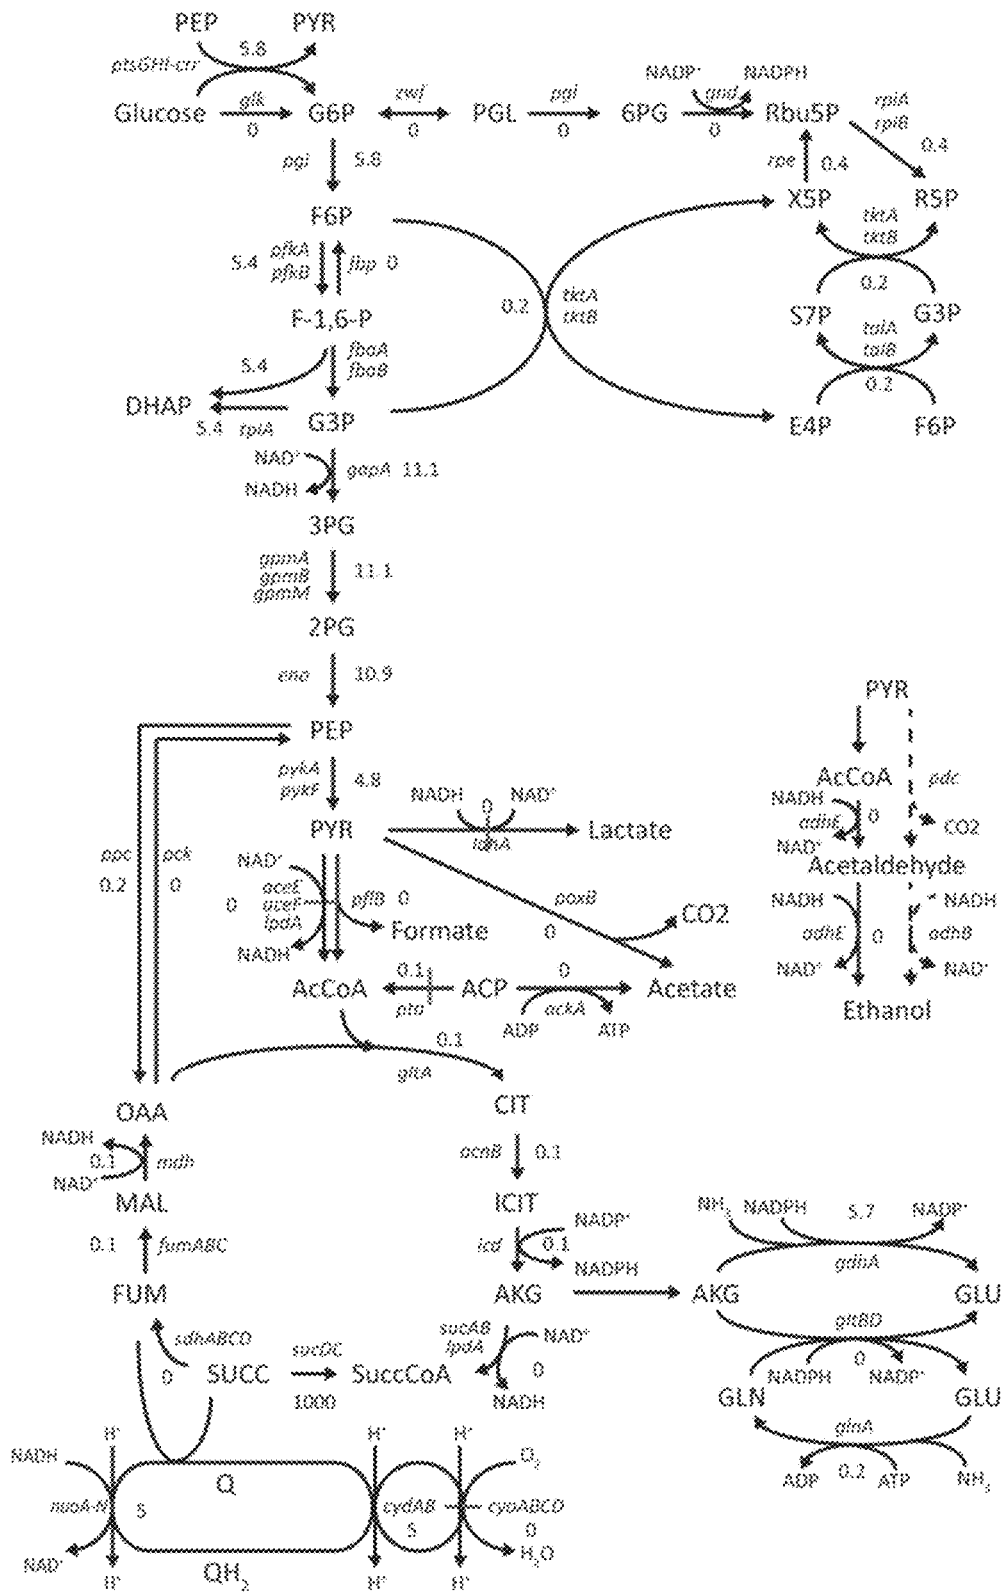 PEP PYR
5.8
ptsGHI-crr
Glucose glk 0 G6P zwf 0 PGL pgl 0 6PG gnd 0 Rbu5P
NADP⁺ NADPH
rpiA
rpiB
0.4
pgi 5.8
rpe 0.4
F6P X5P R5P
5.4 pfkA
pfkB
fbp 0
tktA
tktB
0.2
0.2 tktA
tktB
F-1,6-P S7P G3P
5.4 fbaA
fbaB
talA
talB
0.2
DHAP 5.4 tpiA G3P E4P F6P
NAD⁺
NADH
gapA 11.1
3PG
gpmA
gpmB
gpmM
11.1
2PG
eno 10.9
PEP
PYR
pykA
pykF
4.8
AcCoA pdc
NADH
adhE 0
NAD⁺
CO2
PYR NADH 0 NAD⁺ ldhA Lactate
Acetaldehyde
ppc
0.2
pck
0
NAD⁺
0 aceE
aceF
lpdA
NADH
pflB 0
Formate
poxB
0
CO2
NADH
adhE 0
NAD⁺
NADH
adhB
NAD⁺
AcCoA 0.1 pta ACP 0 ackA Acetate
ADP ATP
Ethanol
0.1
gltA
OAA CIT
NADH
0.1
NAD⁺
mdh
acnB 0.1
MAL ICIT
0.1 fumABC
icd NADP⁺
0.1
NADPH
NH₃ NADPH 5.7 NADP⁺
gdhA
FUM AKG AKG GLU
sdhABCD
0
SUCC sucDC
1000
SuccCoA
sucAB
lpdA
NAD⁺
0
NADH
gltBD
0
NADPH NADP⁺
GLN GLU
glnA
0.2
ADP ATP NH₃
NADH H⁺ H⁺ H⁺ O₂
Q
nuoA-N 5 cydAB
5
cyoABCD
0
NAD⁺ H⁺ QH₂ H⁺ H⁺ H₂O